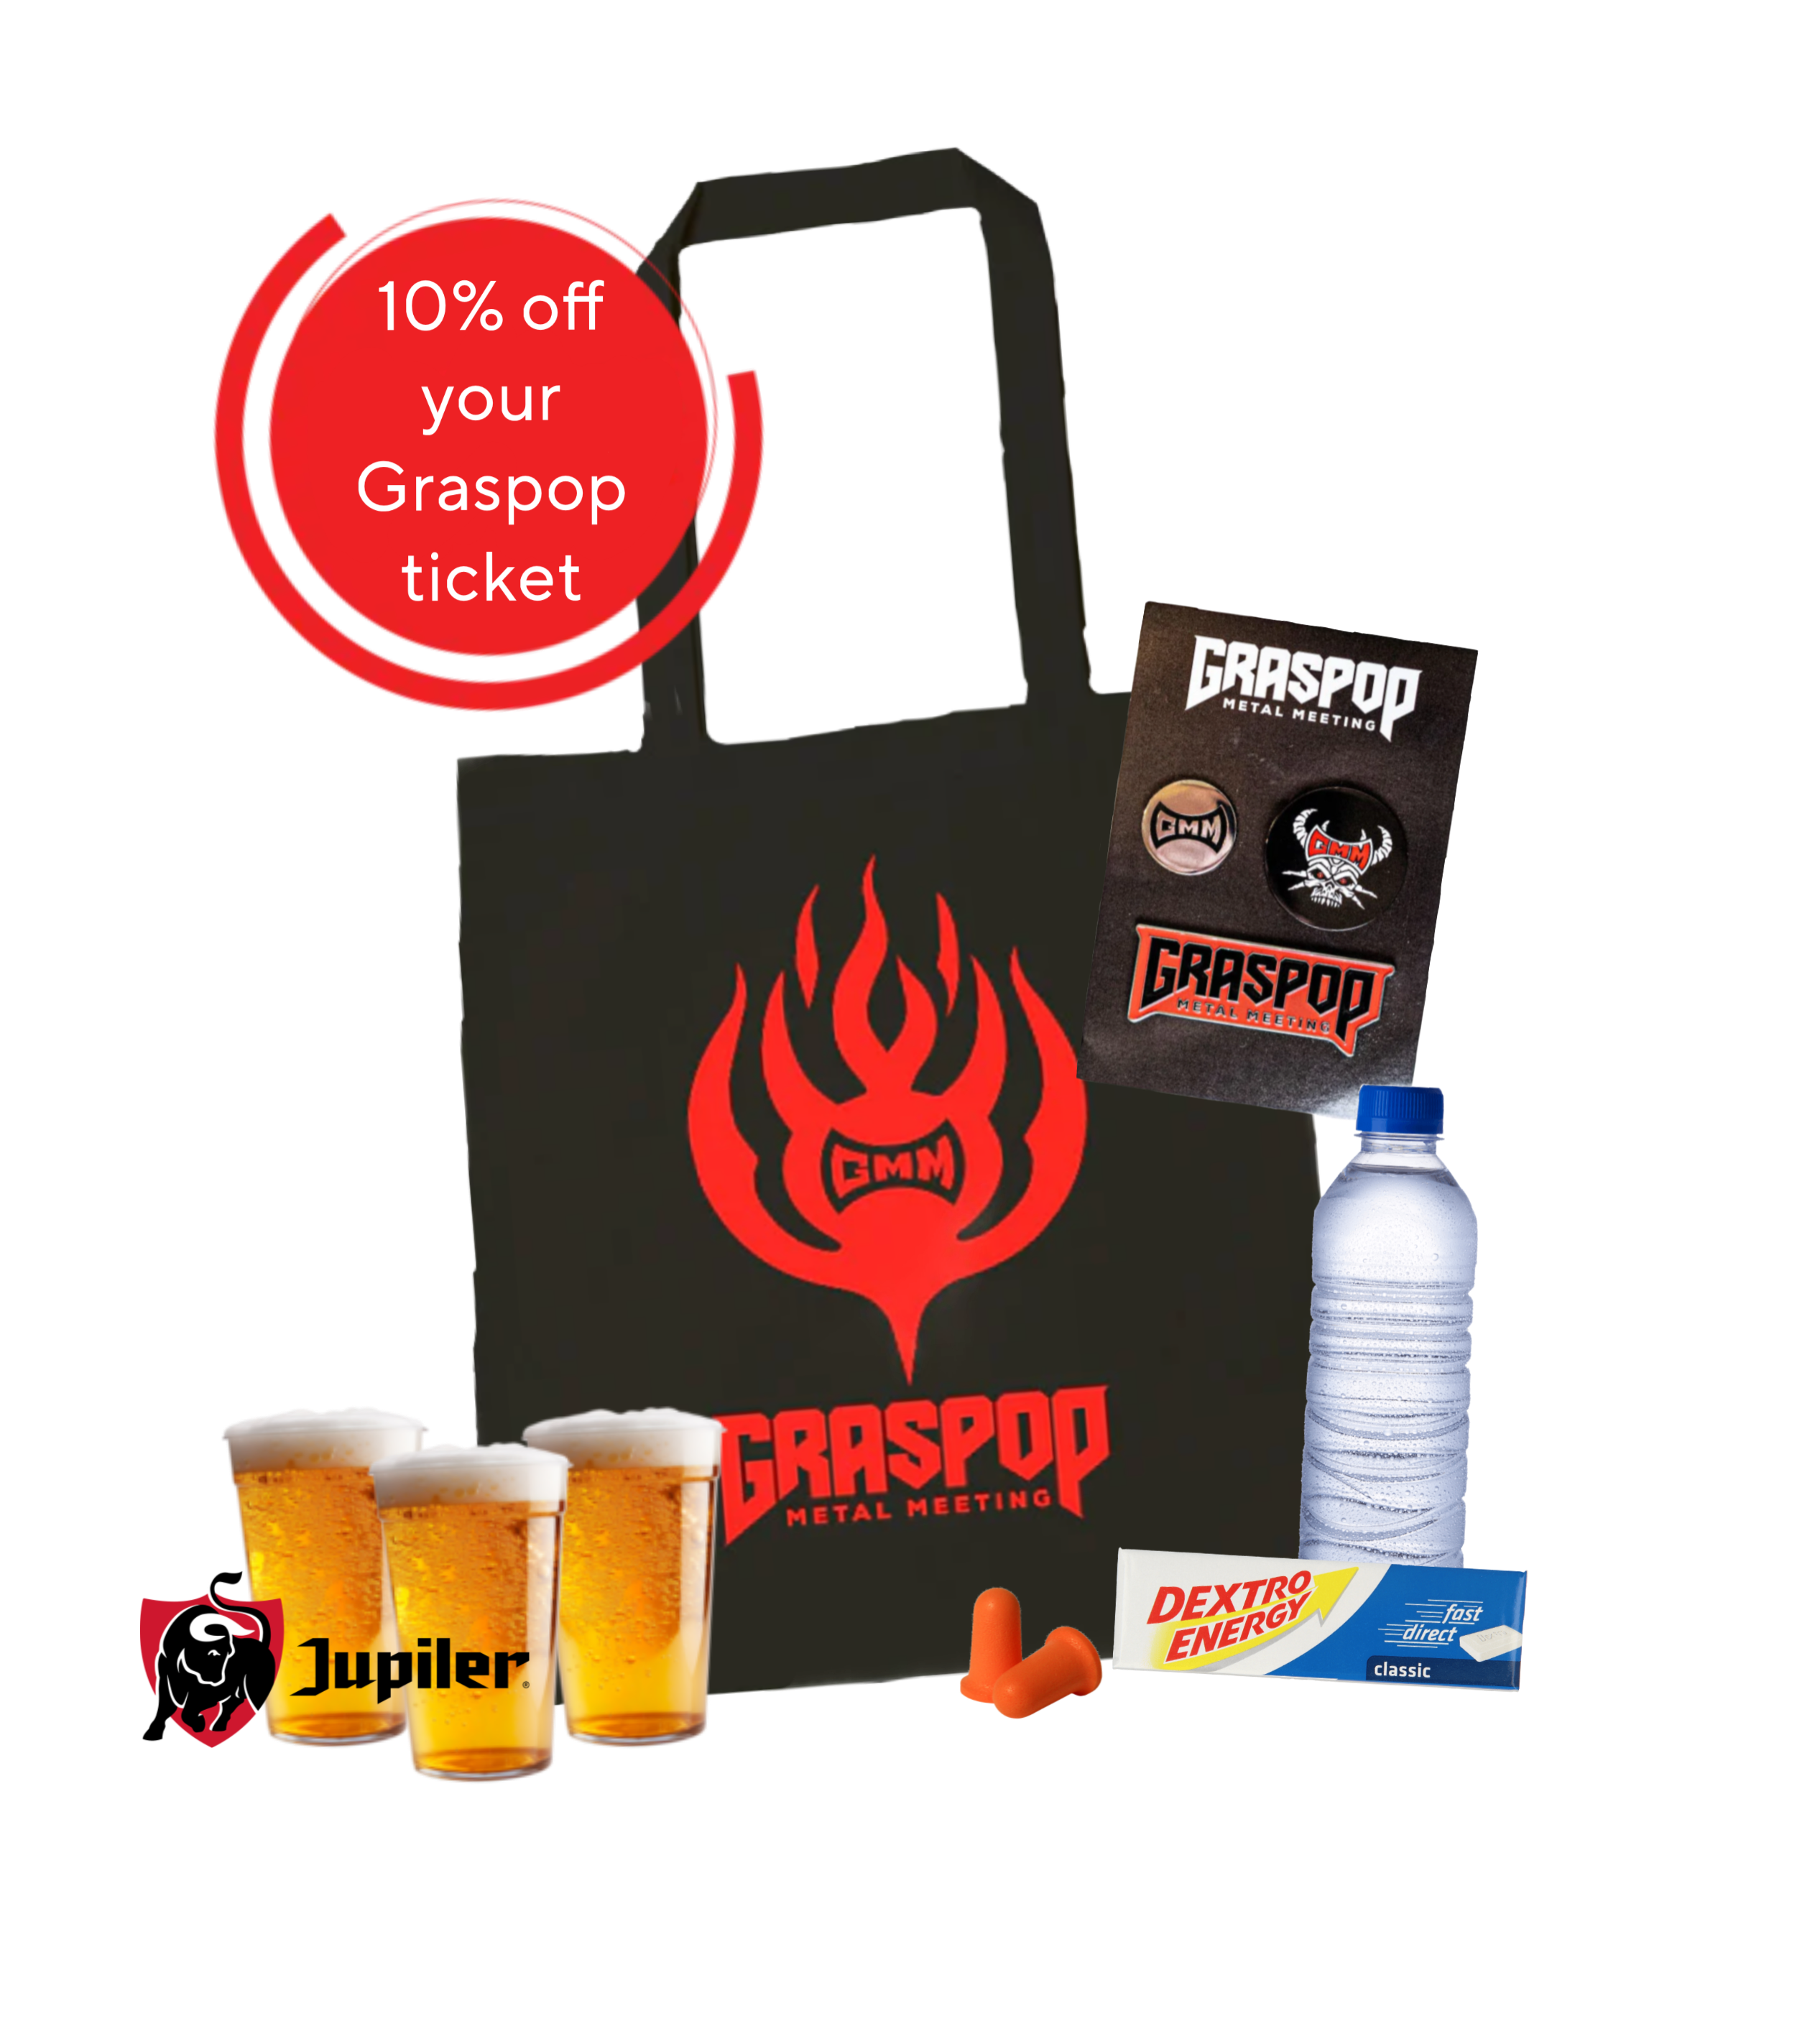 10% off
your
Graspop
ticket
GRASPOP
METAL MEETING
GMM
GMM
GRASPOP
METAL MEETING
GMM
GRASPOP
METAL MEETING
Jupiler®
DEXTRO
ENERGY
fast
direct
classic